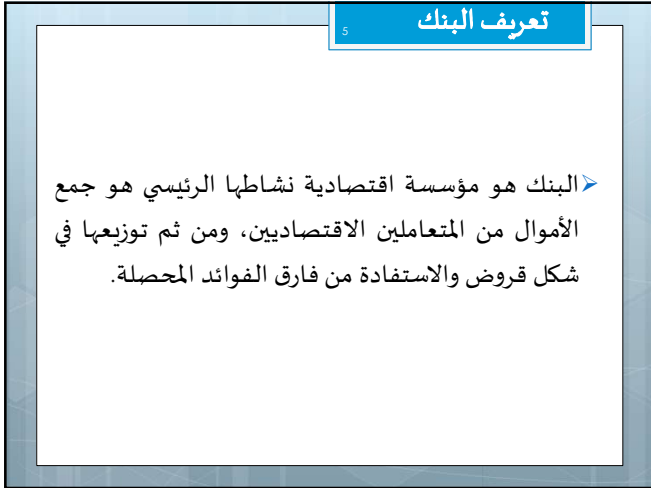 تعريف البنك
5
البنك هو مؤسسة اقتصادية نشاطها الرئيسي هو جمع
الأموال من المتعاملين الاقتصاديين، ومن ثم توزيعها في
شكل قروض والاستفادة من فارق الفوائد المحصلة.